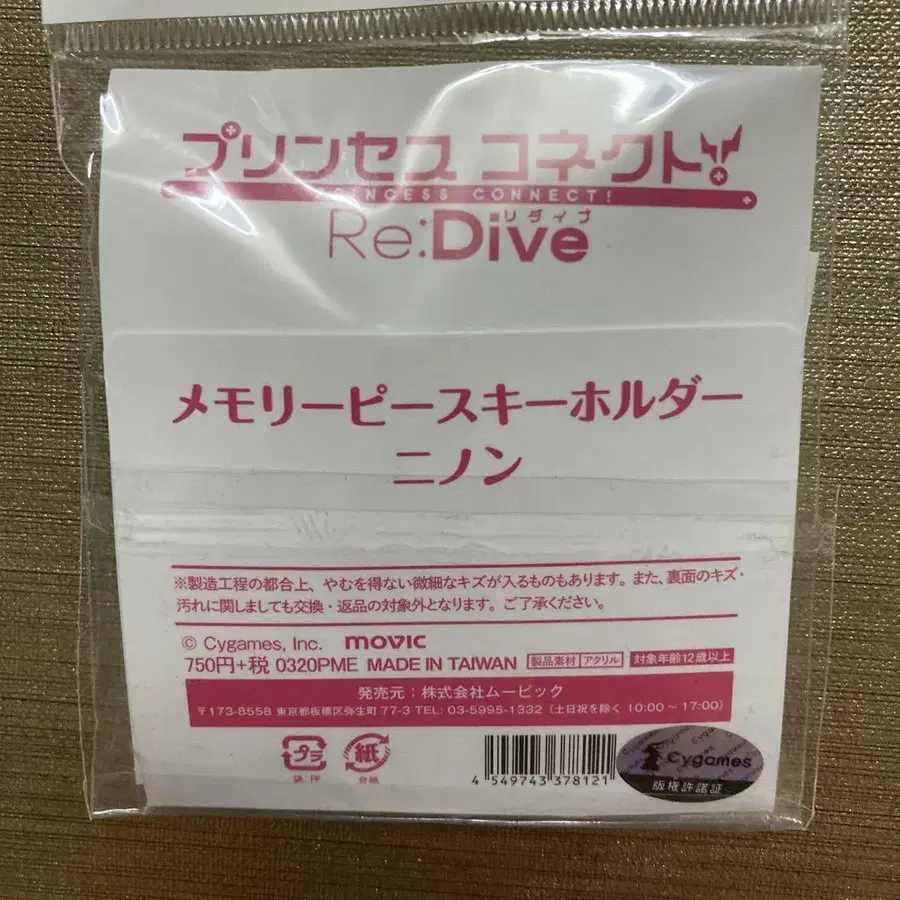 プリンセス コネクト!
PRINCESS CONNECT!
Re:Dive
リダイブ
メモリーピースキーホルダー
ニノン
※製造工程の都合上、やむを得ない微細なキズが入るものもあります。また、裏面のキズ・
汚れに関しましても交換・返品の対象外となります。ご了承ください。
© Cygames, Inc. movic
750円+税 0320PME MADE IN TAIWAN 製品素材 アクリル 対象年齢12歳以上
発売元:株式会社ムービック
〒173-8558 東京都板橋区弥生町77-3 TEL: 03-5995-1332(土日祝を除く 10:00~17:00)
プラ
袋:PP
紙
台紙
4 549743 378121
Cygames
版権許諾証